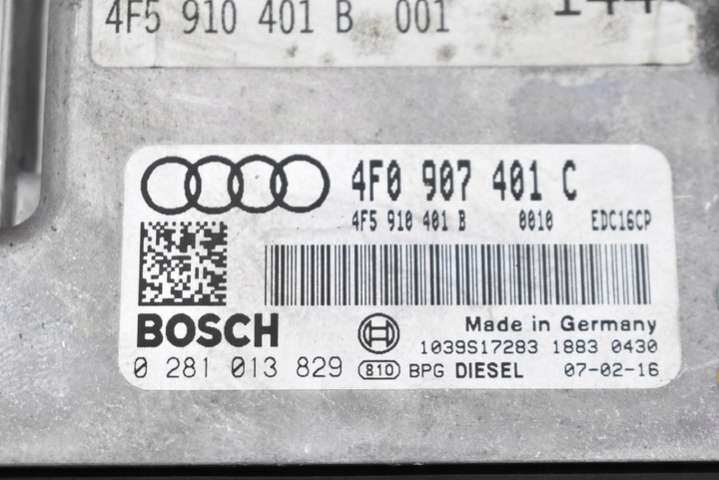 4F5 910 401 B 001
4F0 907 401 C
4F5 910 401 B 0010 EDC16CP
BOSCH
Made in Germany
1039S17283 1883 0430
0 281 013 829 810 BPG DIESEL 07-02-16